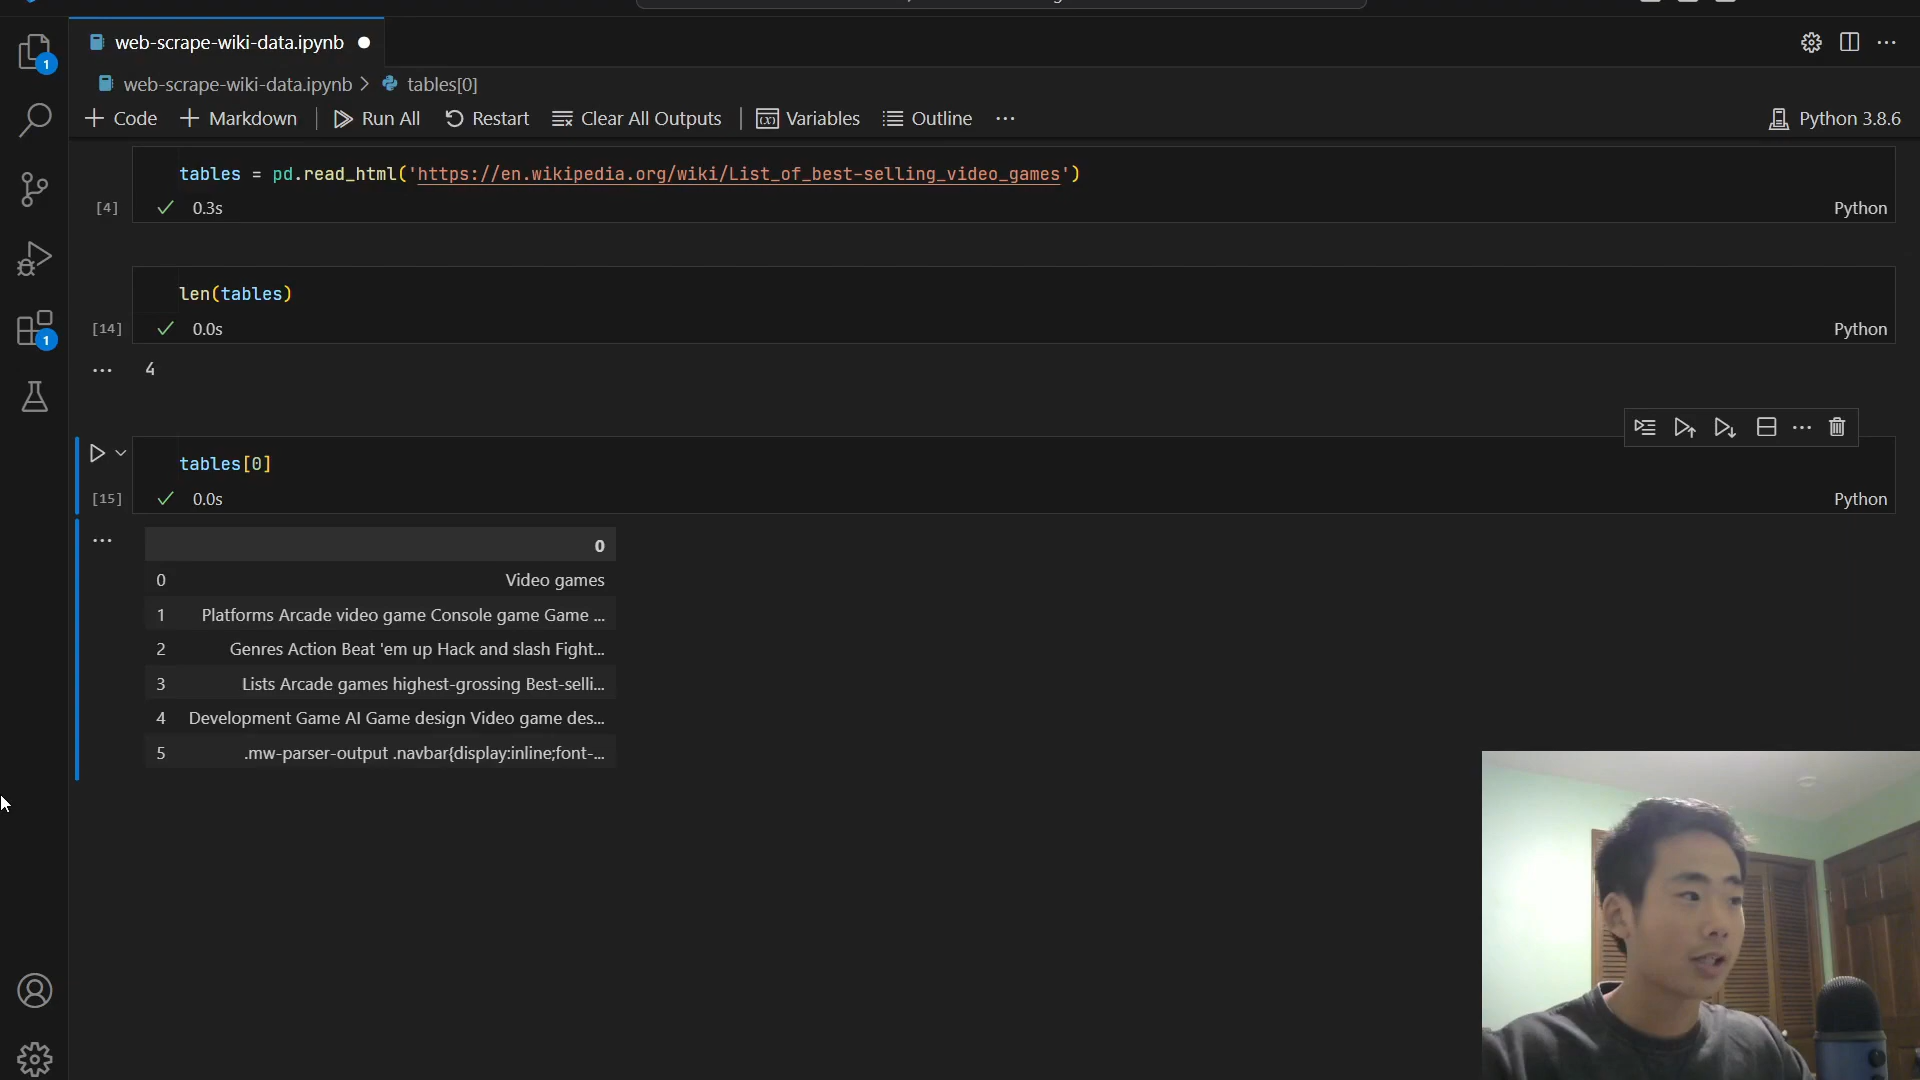 web-scrape-wiki-data.ipynb
web-scrape-wiki-data.ipynb > tables[0]
+ Code + Markdown Run All Restart Clear All Outputs Variables Outline ... Python 3.8.6
tables = pd.read_html('https://en.wikipedia.org/wiki/List_of_best-selling_video_games')
[4] 0.3s Python
len(tables)
[14] 0.0s Python
... 4
tables[0]
[15] 0.0s Python
... 0
0 Video games
1 Platforms Arcade video game Console game Game ...
2 Genres Action Beat 'em up Hack and slash Fight...
3 Lists Arcade games highest-grossing Best-selli...
4 Development Game AI Game design Video game des...
5 .mw-parser-output .navbar{display:inline;font-...
1
1